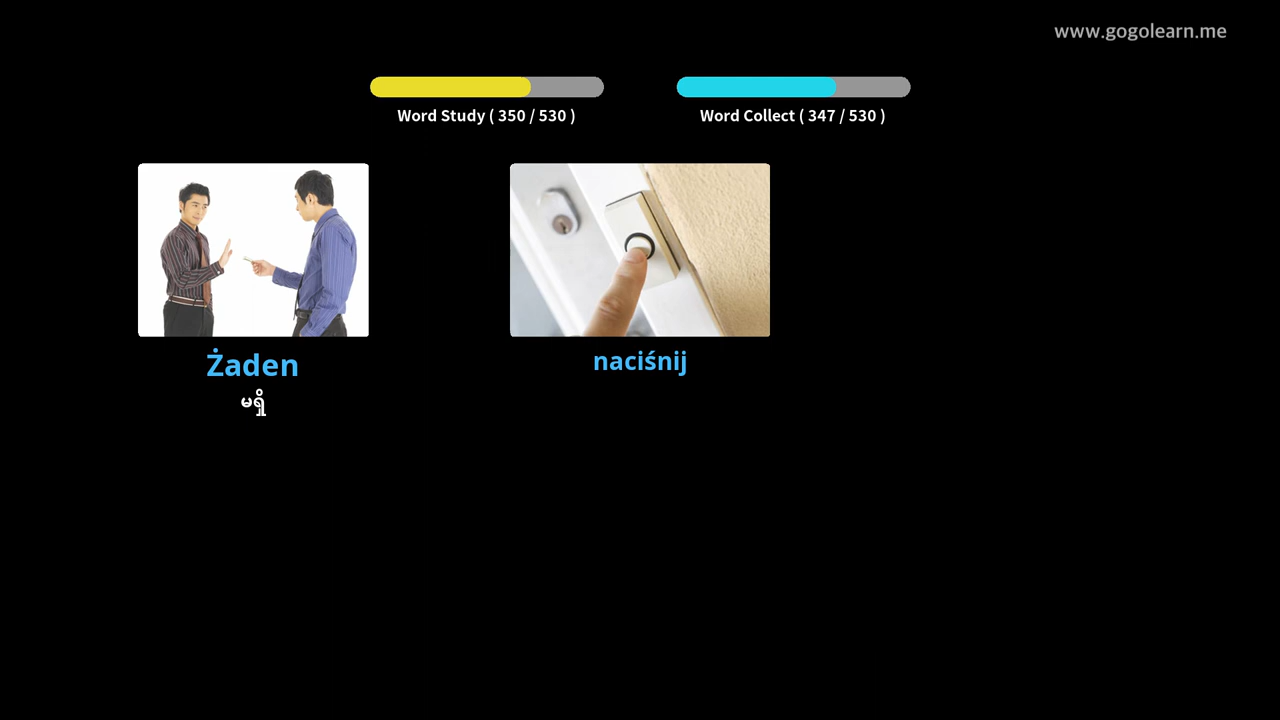 www.gogolearn.me
Word Study ( 350 / 530 )
Word Collect ( 347 / 530 )
Żaden
မရှိ
naciśnij